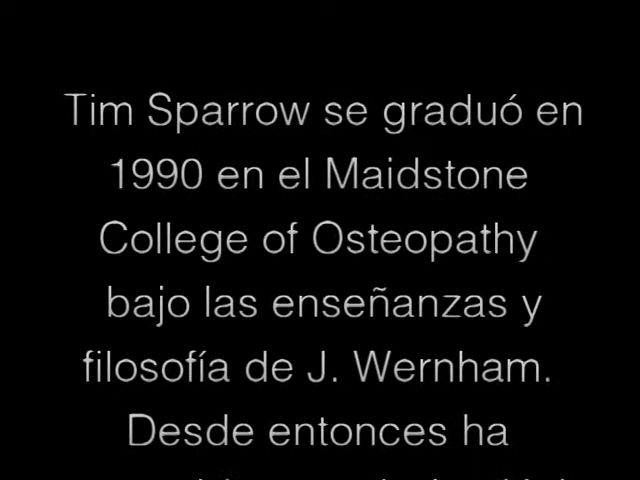 Tim Sparrow se graduó en
1990 en el Maidstone
College of Osteopathy
bajo las enseñanzas y
filosofía de J. Wernham.
Desde entonces ha